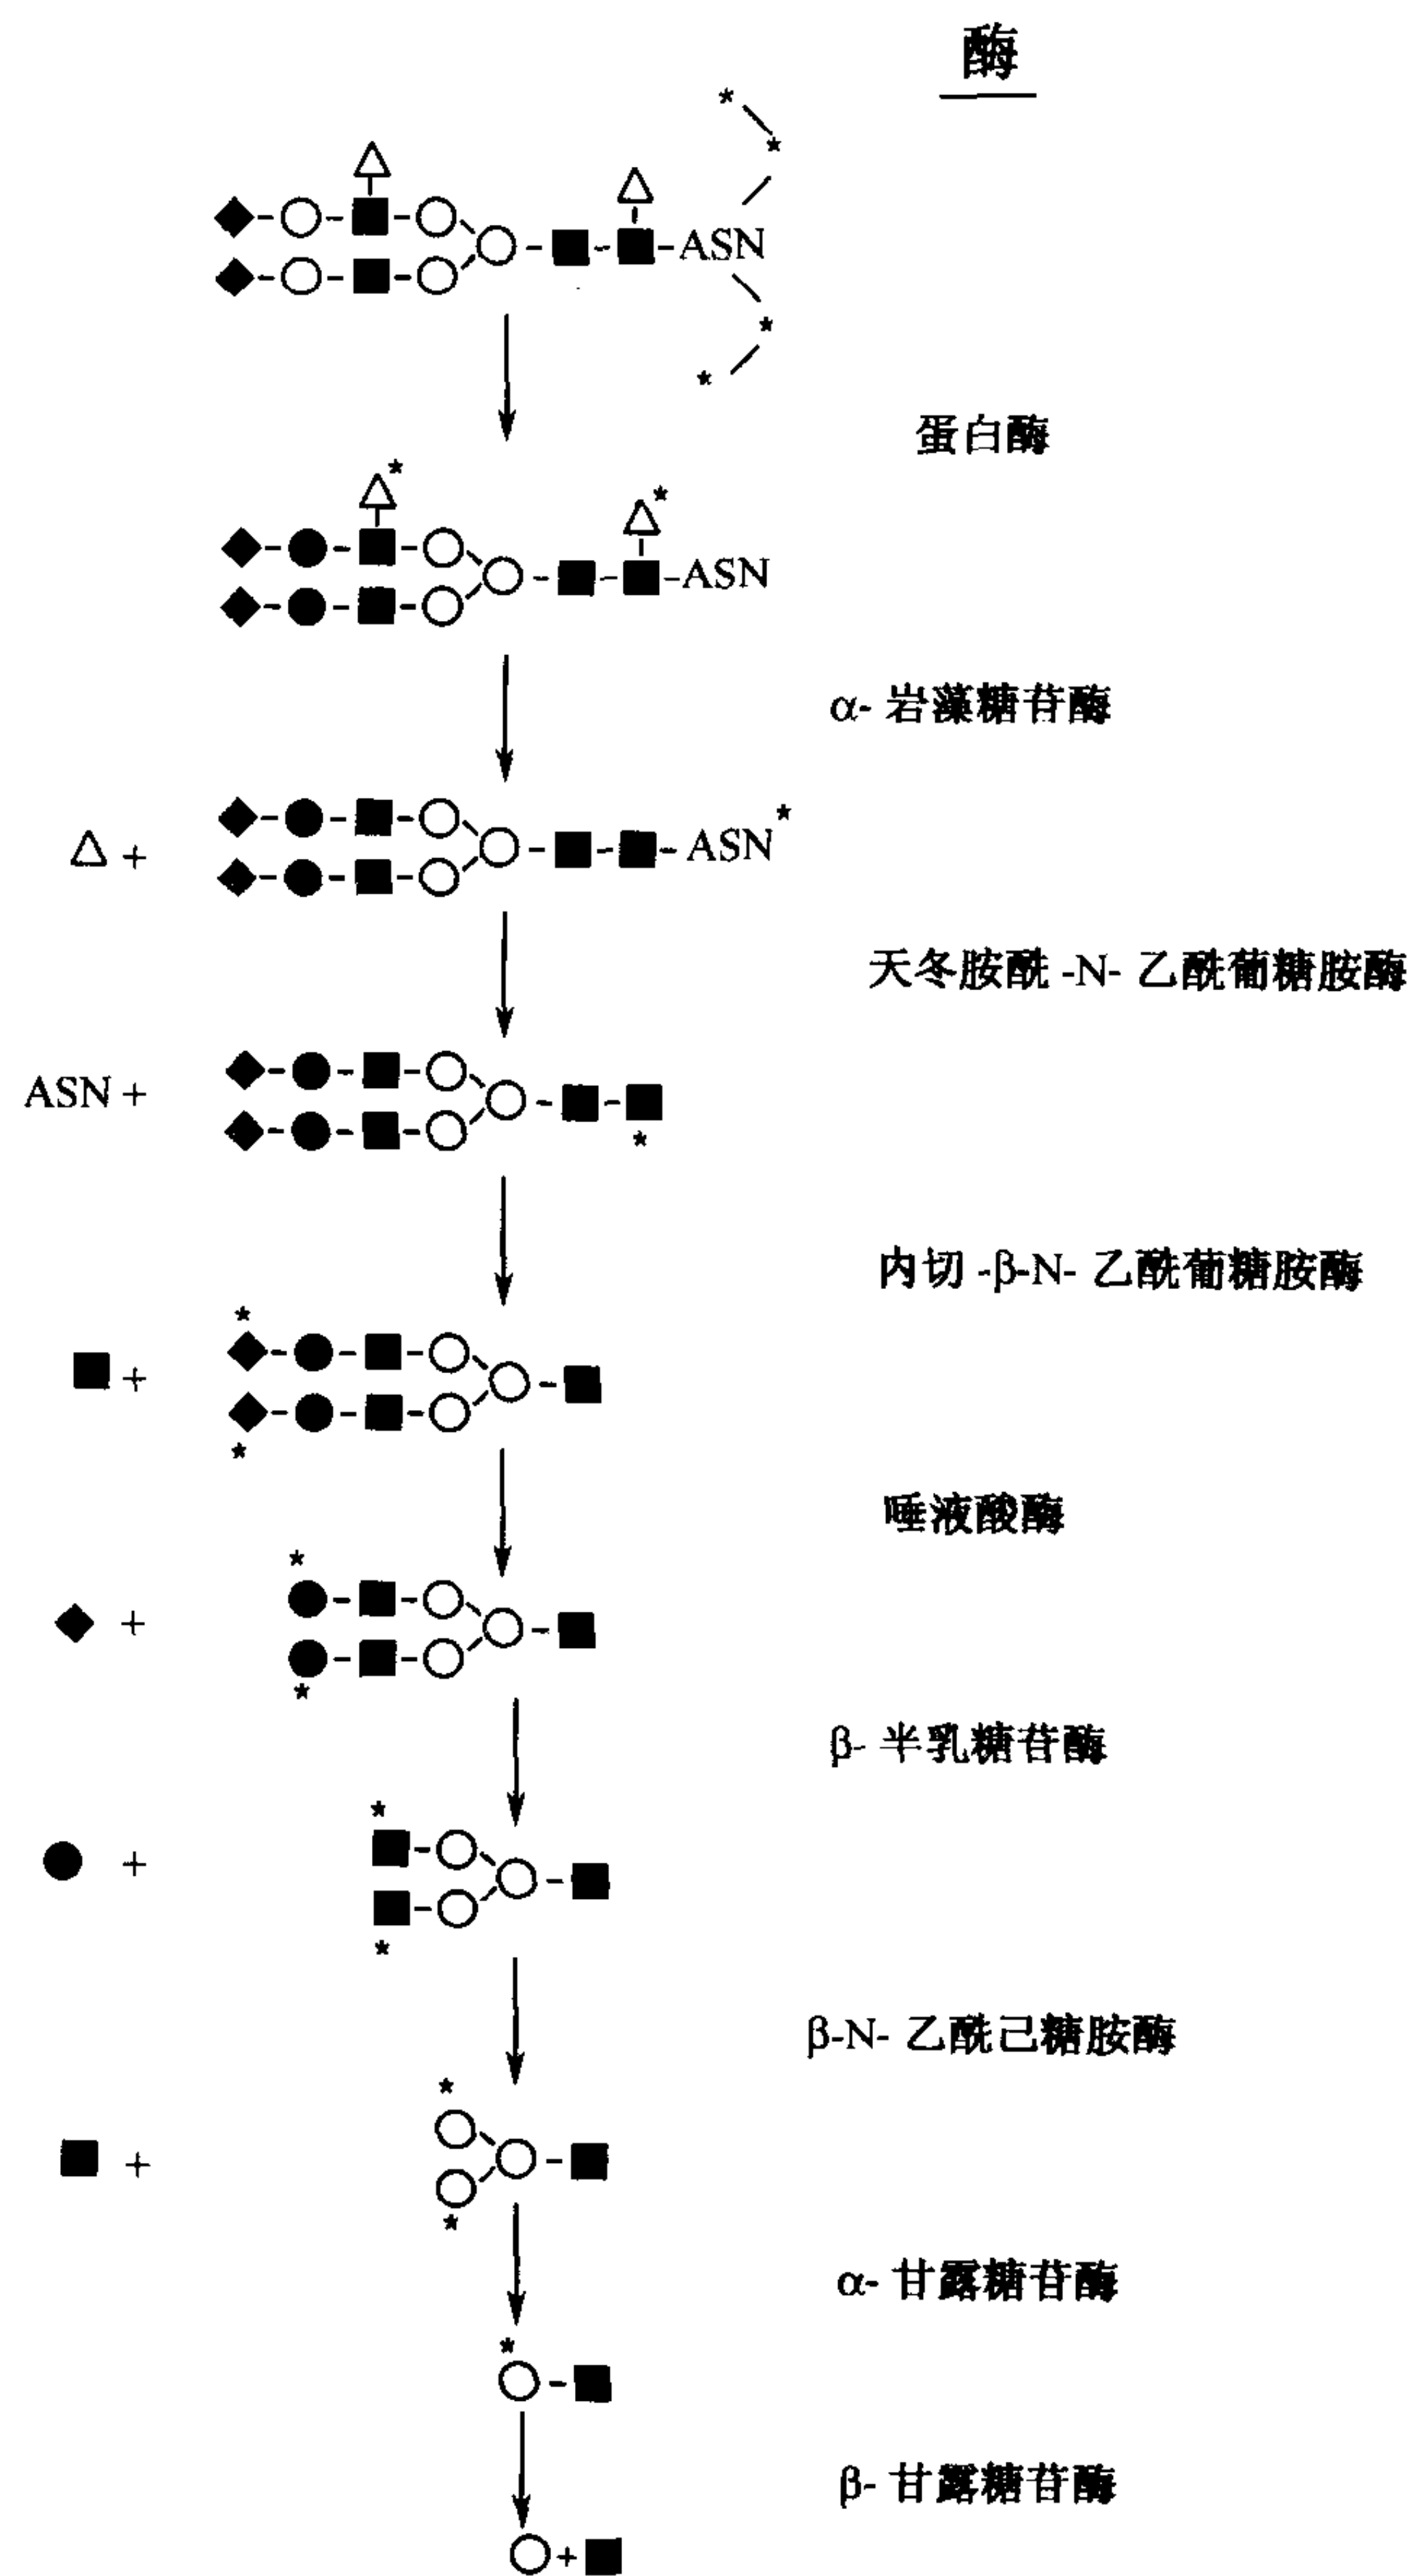 酶
ASN
蛋白酶
ASN
α- 岩藻糖苷酶
+ ASN*
天冬胺酰 -N- 乙酰葡糖胺酶
ASN +
内切 -β-N- 乙酰葡糖胺酶
+
唾液酸酶
+
β- 半乳糖苷酶
+
β-N- 乙酰己糖胺酶
+
α- 甘露糖苷酶
β- 甘露糖苷酶
+